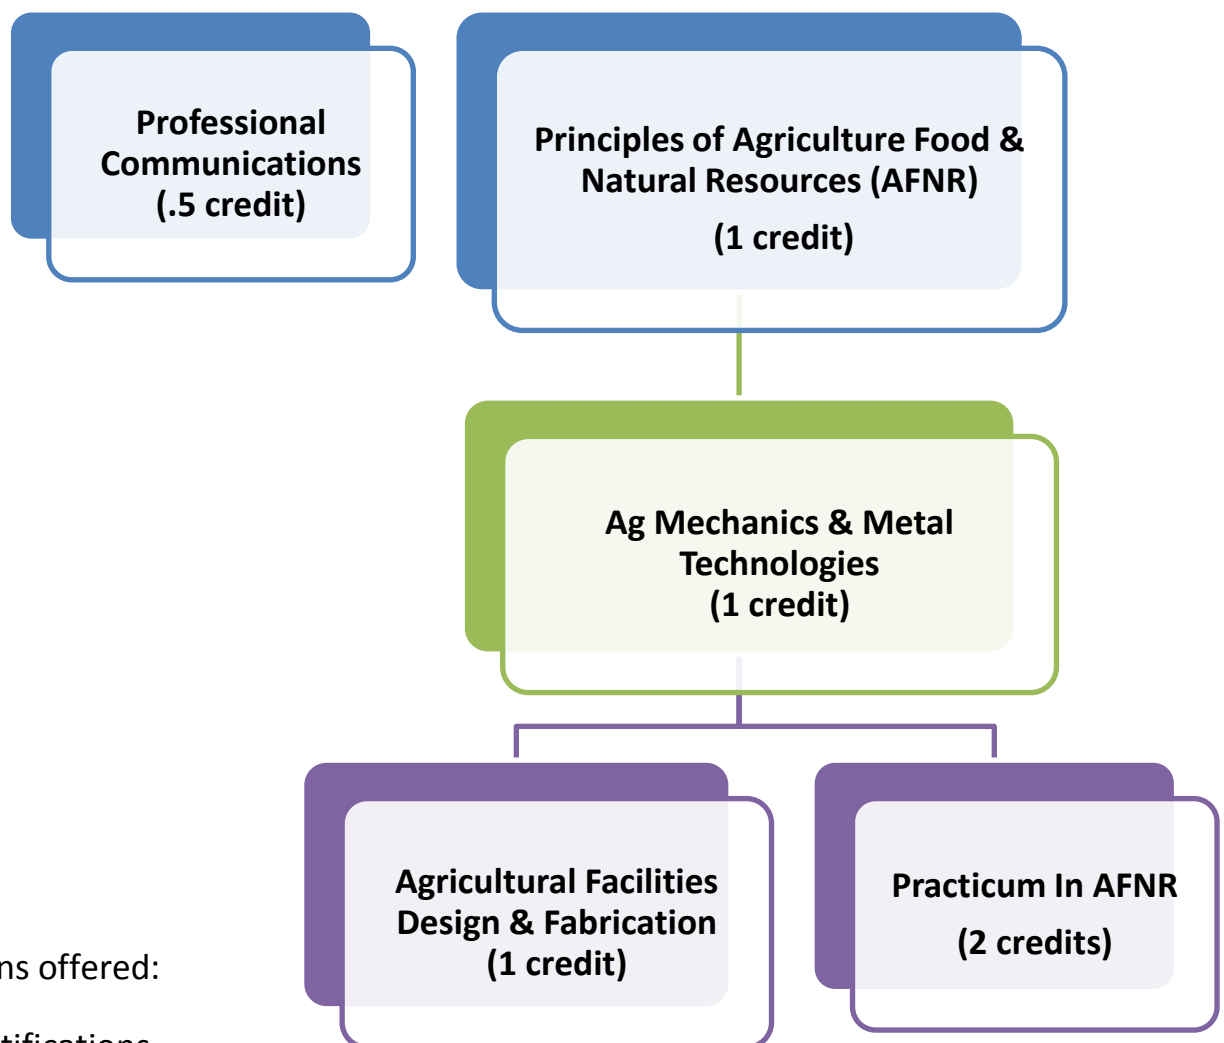 Professional
Communications
(.5 credit)
Principles of Agriculture Food &
Natural Resources (AFNR)
(1 credit)
Ag Mechanics & Metal
Technologies
(1 credit)
Agricultural Facilities
Design & Fabrication
(1 credit)
Practicum In AFNR
(2 credits)
offered: